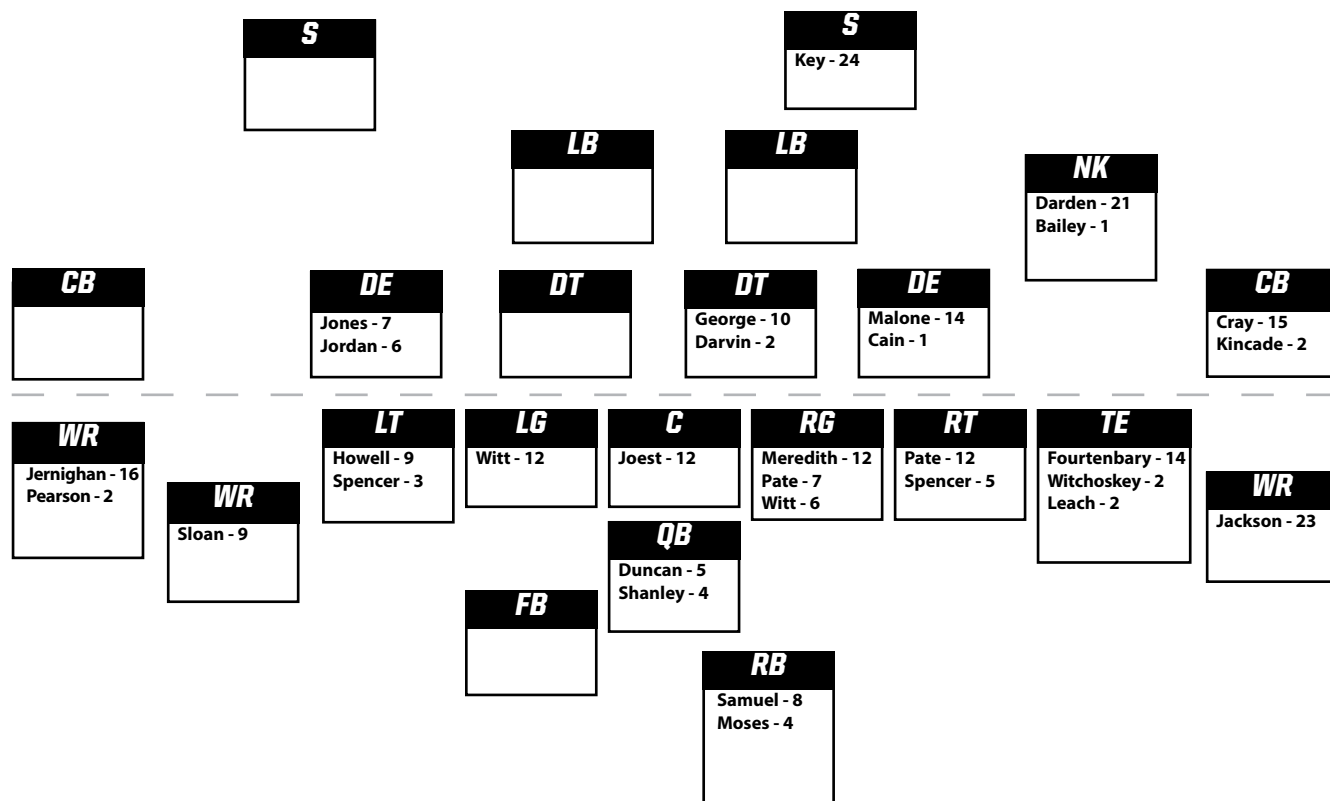 S
S
Key - 24
LB
LB
NK
Darden - 21
Bailey - 1
CB
DE
Jones - 7
Jordan - 6
DT
DT
George - 10
Darvin - 2
DE
Malone - 14
Cain - 1
CB
Cray - 15
Kincade - 2
WR
Jernighan - 16
Pearson - 2
WR
Sloan - 9
LT
Howell - 9
Spencer - 3
LG
Witt - 12
C
Joest - 12
RG
Meredith - 12
Pate - 7
Witt - 6
RT
Pate - 12
Spencer - 5
TE
Fourtenbary - 14
Witchoskey - 2
Leach - 2
WR
Jackson - 23
QB
Duncan - 5
Shanley - 4
FB
RB
Samuel - 8
Moses - 4